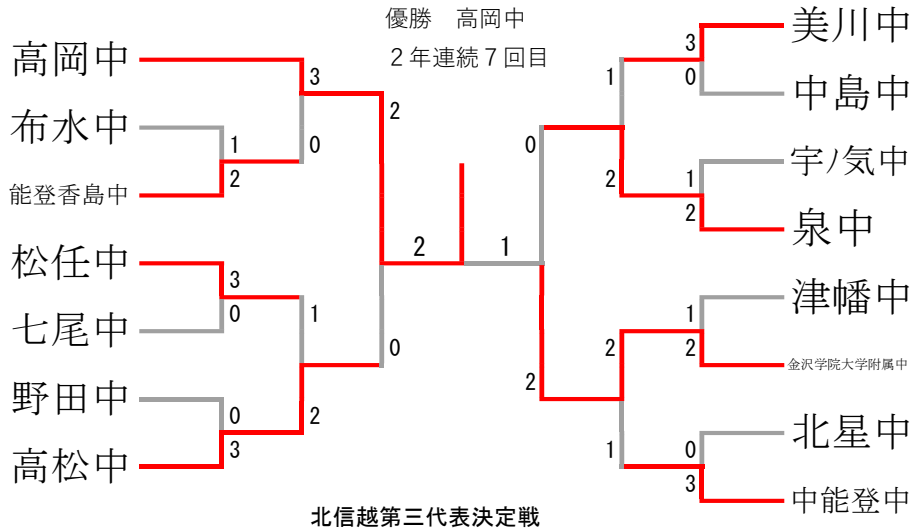 優勝 高岡中
2年連続7回目
高岡中
布水中
能登香島中
松任中
七尾中
野田中
高松中
3
0
1
2
3
0
1
2
0
3
2
0
2
1
0
2
美川中
中島中
宇ノ気中
泉中
津幡中
金沢学院大学附属中
北星中
中能登中
3
0
1
2
1
2
1
2
2
1
0
3
北信越第三代表決定戦